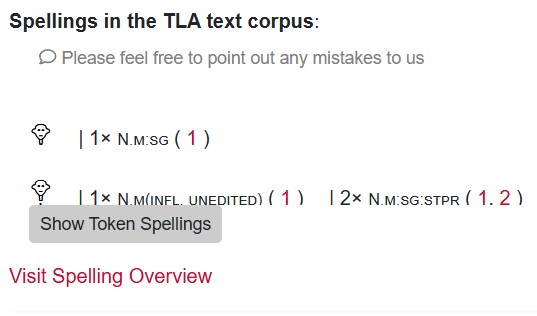 Spellings in the TLA text corpus:
Please feel free to point out any mistakes to us
| 1× N.M:SG ( 1 )
| 1× N.M(INFL. UNEDITED) ( 1 ) | 2× N.M:SG:STPR ( 1, 2 )
Show Token Spellings
Visit Spelling Overview